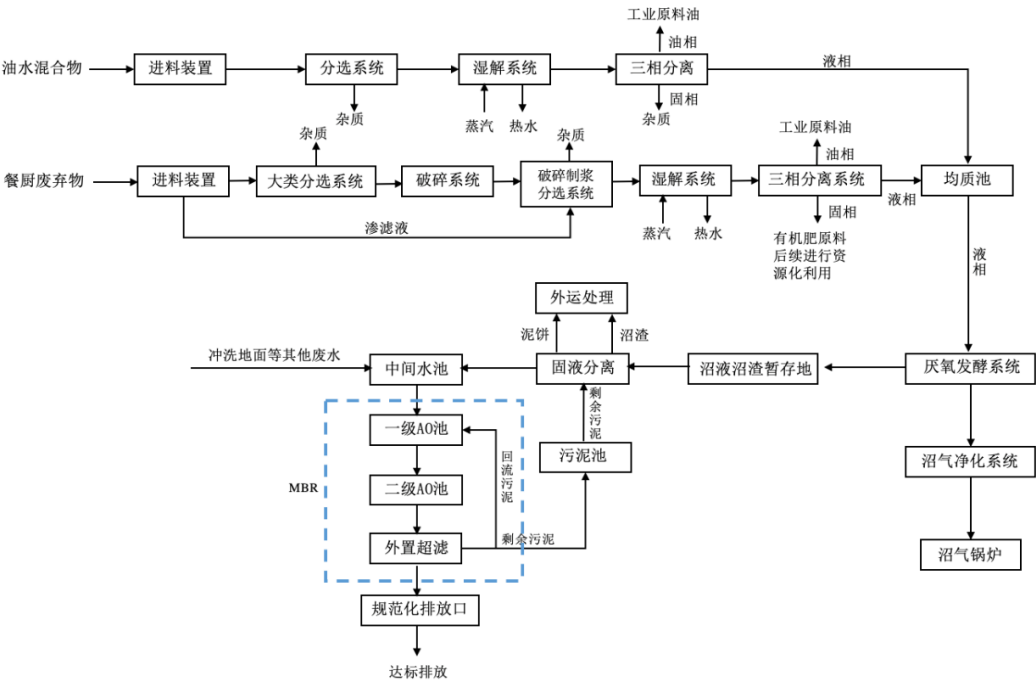 工业原料油
油相
油水混合物
进料装置
分选系统
湿解系统
三相分离
液相
杂质
蒸汽
热水
固相
杂质
杂质
杂质
工业原料油
油相
餐厨废弃物
进料装置
大类分选系统
破碎系统
破碎制浆
分选系统
湿解系统
三相分离系统
液相
均质池
渗滤液
蒸汽
热水
固相
有机肥原料
后续进行资
源化利用
液
相
外运处理
泥饼
沼渣
冲洗地面等其他废水
中间水池
固液分离
沼液沼渣暂存地
厌氧发酵系统
剩
余
污
泥
一级AO池
回
流
污
泥
污泥池
沼气净化系统
MBR
二级AO池
外置超滤
剩余污泥
沼气锅炉
规范化排放口
达标排放